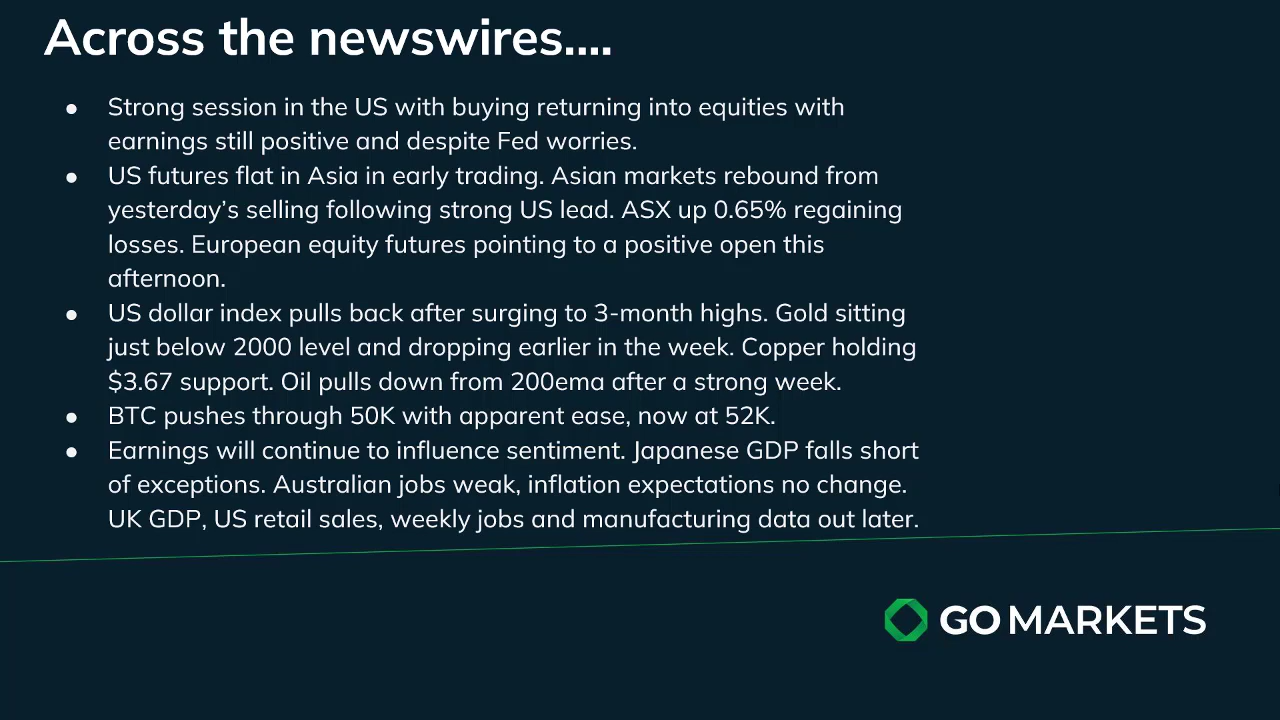 Across the newswires....
● Strong session in the US with buying returning into equities with
earnings still positive and despite Fed worries.
● US futures flat in Asia in early trading. Asian markets rebound from
yesterday’s selling following strong US lead. ASX up 0.65% regaining
losses. European equity futures pointing to a positive open this
afternoon.
● US dollar index pulls back after surging to 3-month highs. Gold sitting
just below 2000 level and dropping earlier in the week. Copper holding
$3.67 support. Oil pulls down from 200ema after a strong week.
● BTC pushes through 50K with apparent ease, now at 52K.
● Earnings will continue to influence sentiment. Japanese GDP falls short
of exceptions. Australian jobs weak, inflation expectations no change.
UK GDP, US retail sales, weekly jobs and manufacturing data out later.
GO MARKETS